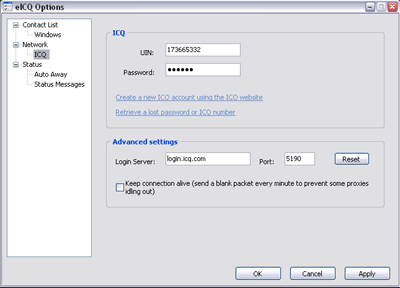 eICQ Options
Contact List
Windows
Network
ICQ
Status
Auto Away
Status Messages
ICQ
UIN: 173665332
Password: ●●●●●●
Create a new ICQ account using the ICQ website
Retrieve a lost password or ICQ number
Advanced settings
Login Server: login.icq.com Port: 5190 Reset
Keep connection alive (send a blank packet every minute to prevent some proxies
idling out)
OK Cancel Apply